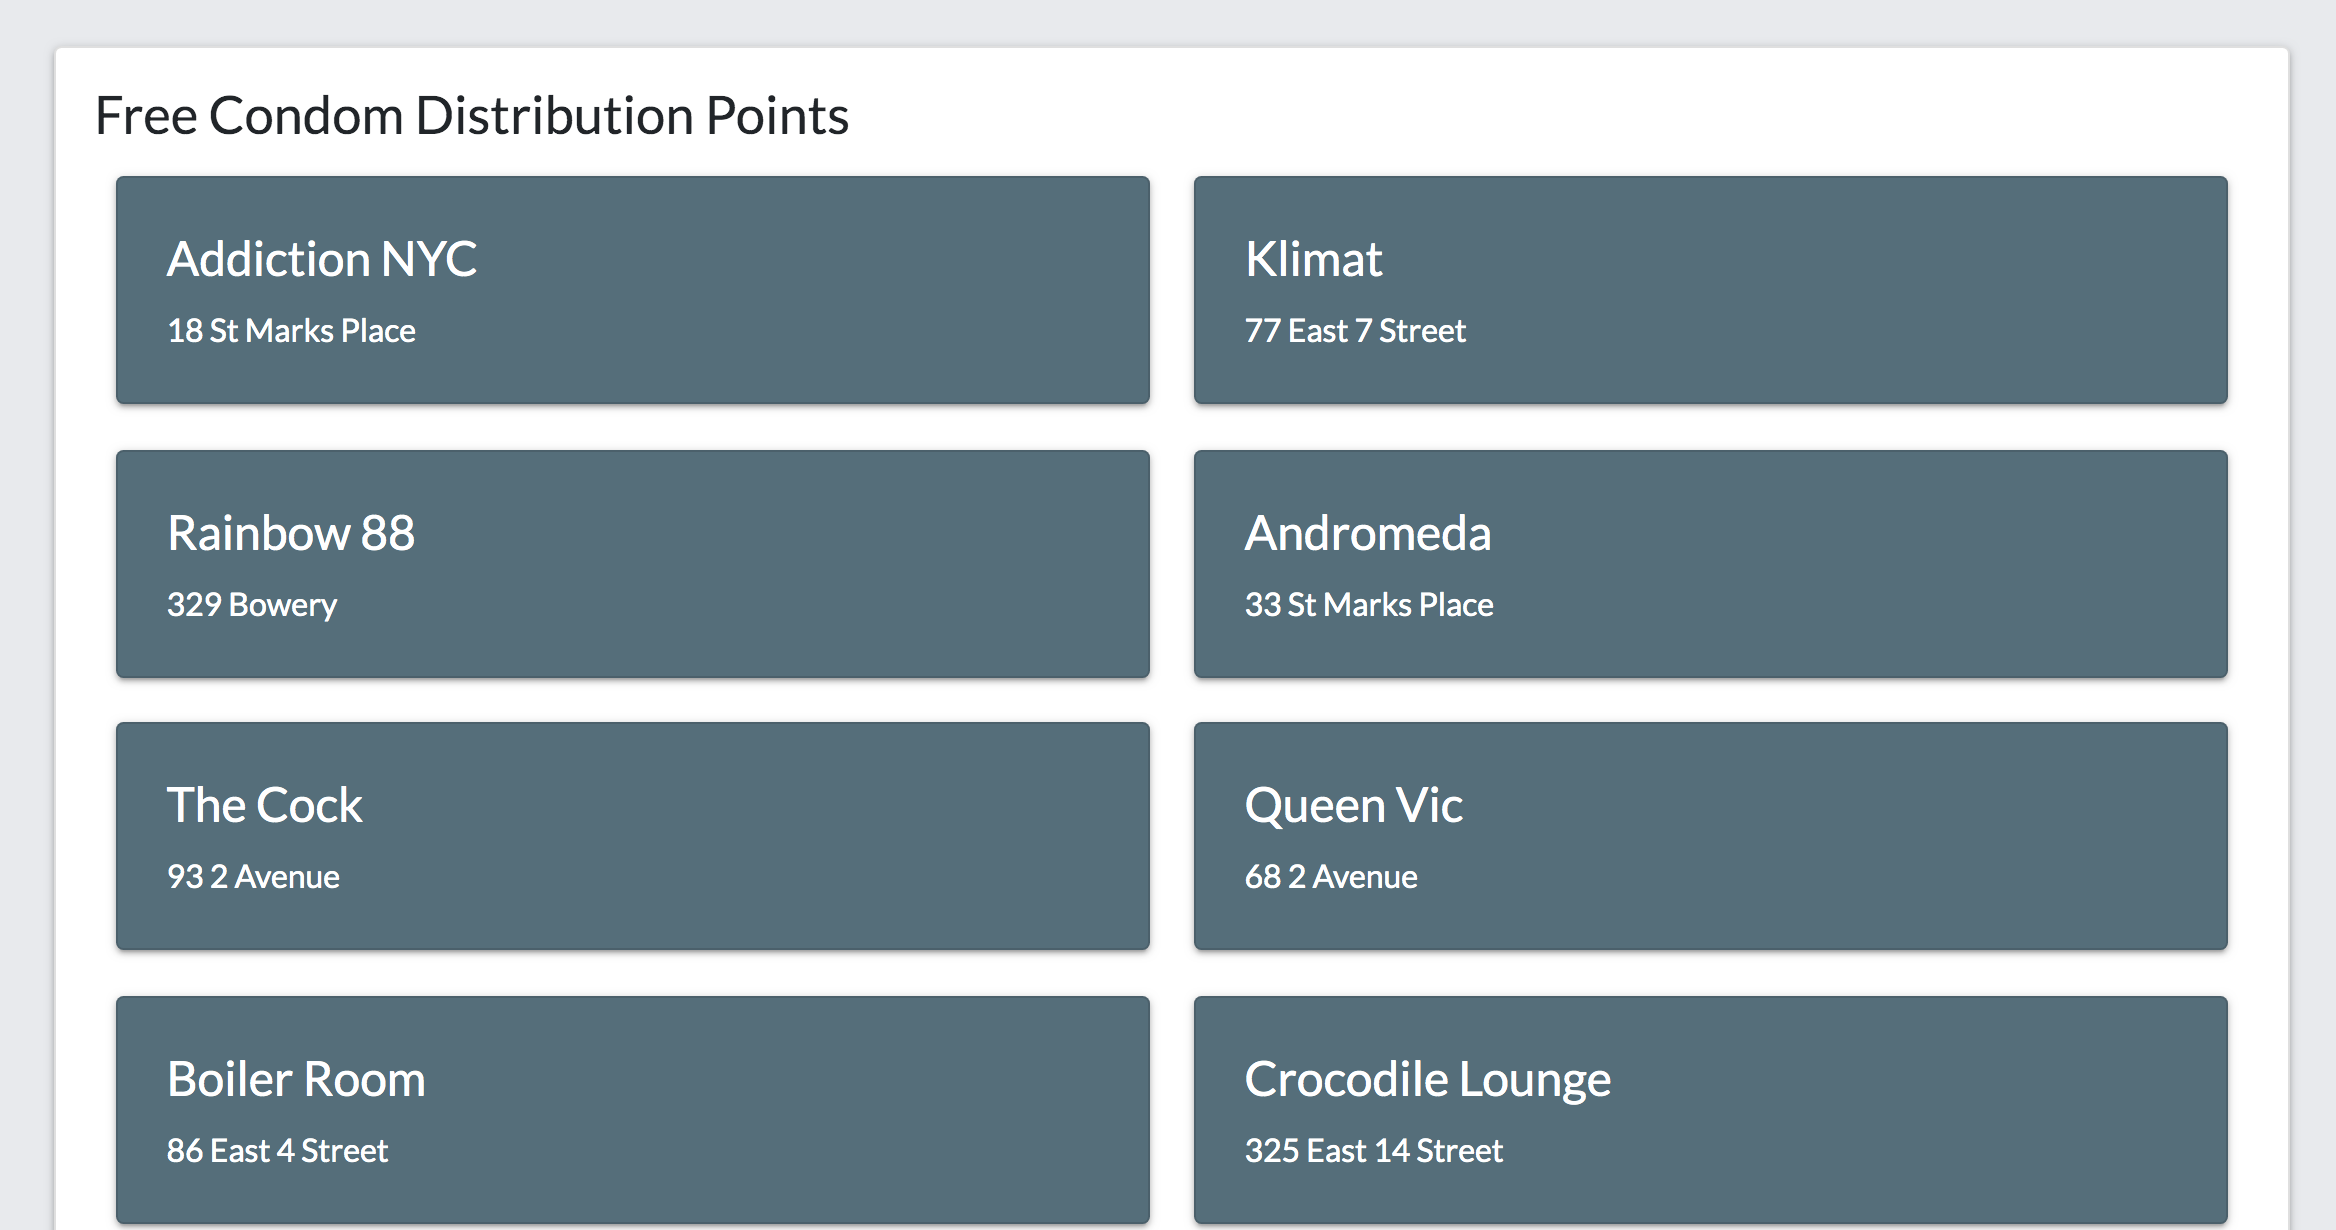 Free Condom Distribution Points
Addiction NYC
18 St Marks Place
Klimat
77 East 7 Street
Rainbow 88
329 Bowery
Andromeda
33 St Marks Place
The Cock
93 2 Avenue
Queen Vic
68 2 Avenue
Boiler Room
86 East 4 Street
Crocodile Lounge
325 East 14 Street